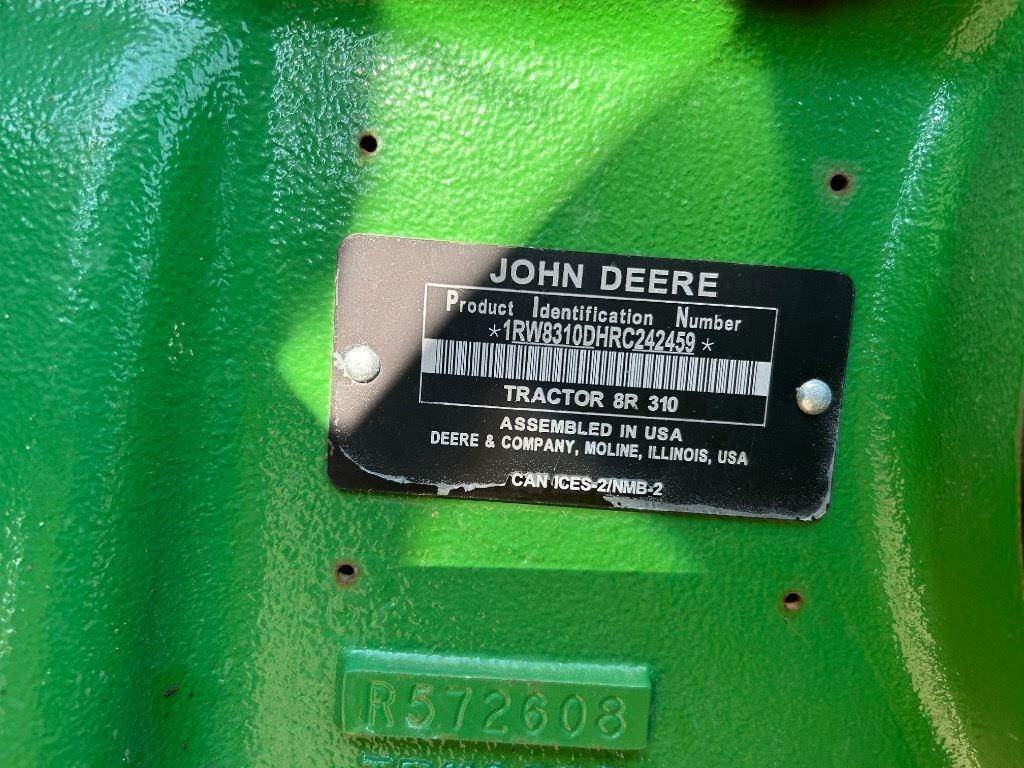 JOHN DEERE
Product Identification Number
*1RW8310DHRC242459*
TRACTOR 8R 310
ASSEMBLED IN USA
DEERE & COMPANY, MOLINE, ILLINOIS, USA
CAN ICES-2/NMB-2
R572608